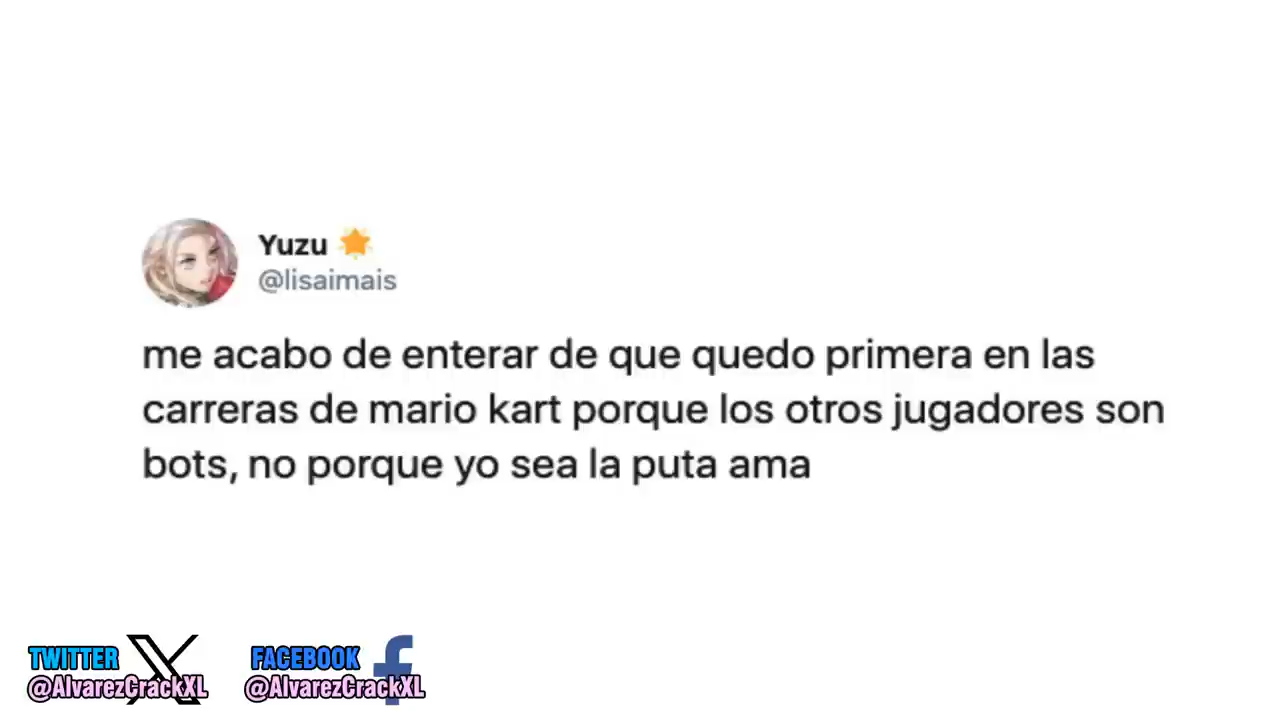 Yuzu
@lisaimais
me acabo de enterar de que quedo primera en las
carreras de mario kart porque los otros jugadores son
bots, no porque yo sea la puta ama
TWITTER
@AlvarezCrackXL
FACEBOOK
@AlvarezCrackXL